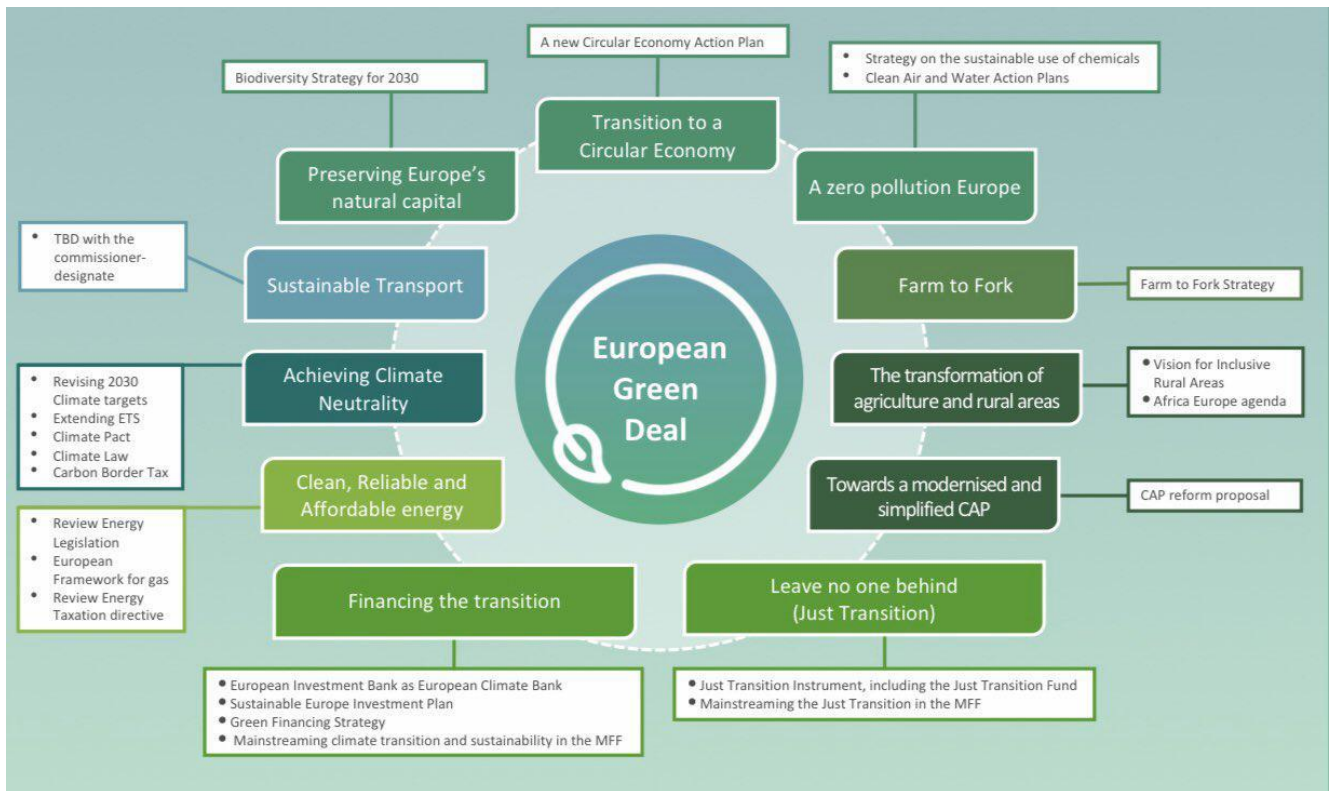 A new Circular Economy Action Plan
Biodiversity Strategy for 2030
• Strategy on the sustainable use of chemicals
• Clean Air and Water Action Plans
Transition to a
Circular Economy
Preserving Europe's
natural capital
A zero pollution Europe
• TBD with the
commissioner-
designate
Sustainable Transport
Farm to Fork
Farm to Fork Strategy
European
Green
Deal
Achieving Climate
Neutrality
• Revising 2030
Climate targets
• Extending ETS
• Climate Pact
• Climate Law
• Carbon Border Tax
The transformation of
agriculture and rural areas
• Vision for Inclusive
Rural Areas
• Africa Europe agenda
Clean, Reliable and
Affordable energy
• Review Energy
Legislation
• European
Framework for gas
• Review Energy
Taxation directive
Towards a modernised and
simplified CAP
CAP reform proposal
Financing the transition
Leave no one behind
(Just Transition)
• European Investment Bank as European Climate Bank
• Sustainable Europe Investment Plan
• Green Financing Strategy
• Mainstreaming climate transition and sustainability in the MFF
• Just Transition Instrument, including the Just Transition Fund
• Mainstreaming the Just Transition in the MFF